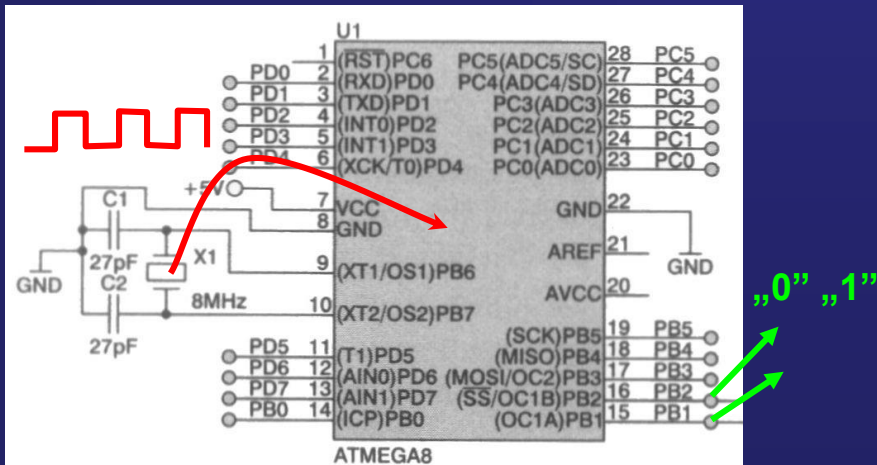 U1
1 (RST)PC6 PC5(ADC5/SC) 28 PC5
PD0 2 (RXD)PD0 PC4(ADC4/SD) 27 PC4
PD1 3 (TXD)PD1 PC3(ADC3) 26 PC3
PD2 4 (INT0)PD2 PC2(ADC2) 25 PC2
PD3 5 (INT1)PD3 PC1(ADC1) 24 PC1
PD4 6 (XCK/T0)PD4 PC0(ADC0) 23 PC0
+5V
7 VCC GND 22
C1
8 GND
27pF
X1
9 (XT1/OS1)PB6 AREF 21
GND
GND
C2
8MHz
10 (XT2/OS2)PB7 AVCC 20
„0” „1”
27pF
(SCK)PB5 19 PB5
PD5 11 (T1)PD5 (MISO)PB4 18 PB4
PD6 12 (AIN0)PD6 (MOSI/OC2)PB3 17 PB3
PD7 13 (AIN1)PD7 (SS/OC1B)PB2 16 PB2
PB0 14 (ICP)PB0 (OC1A)PB1 15 PB1
ATMEGA8